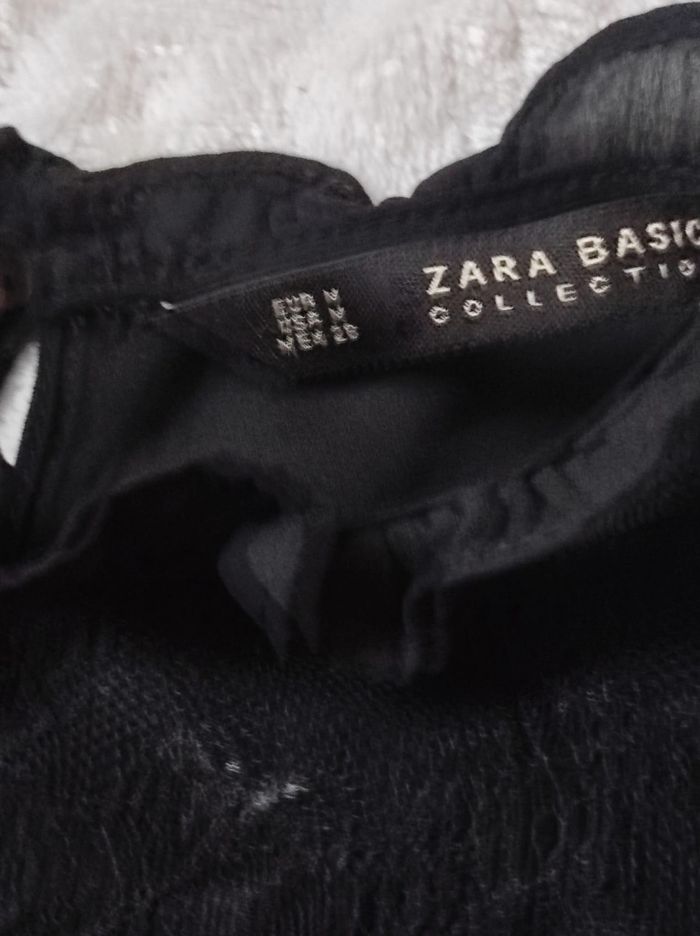 EUR M
USA M
MEX 28
ZARA BASIC
COLLECTIO